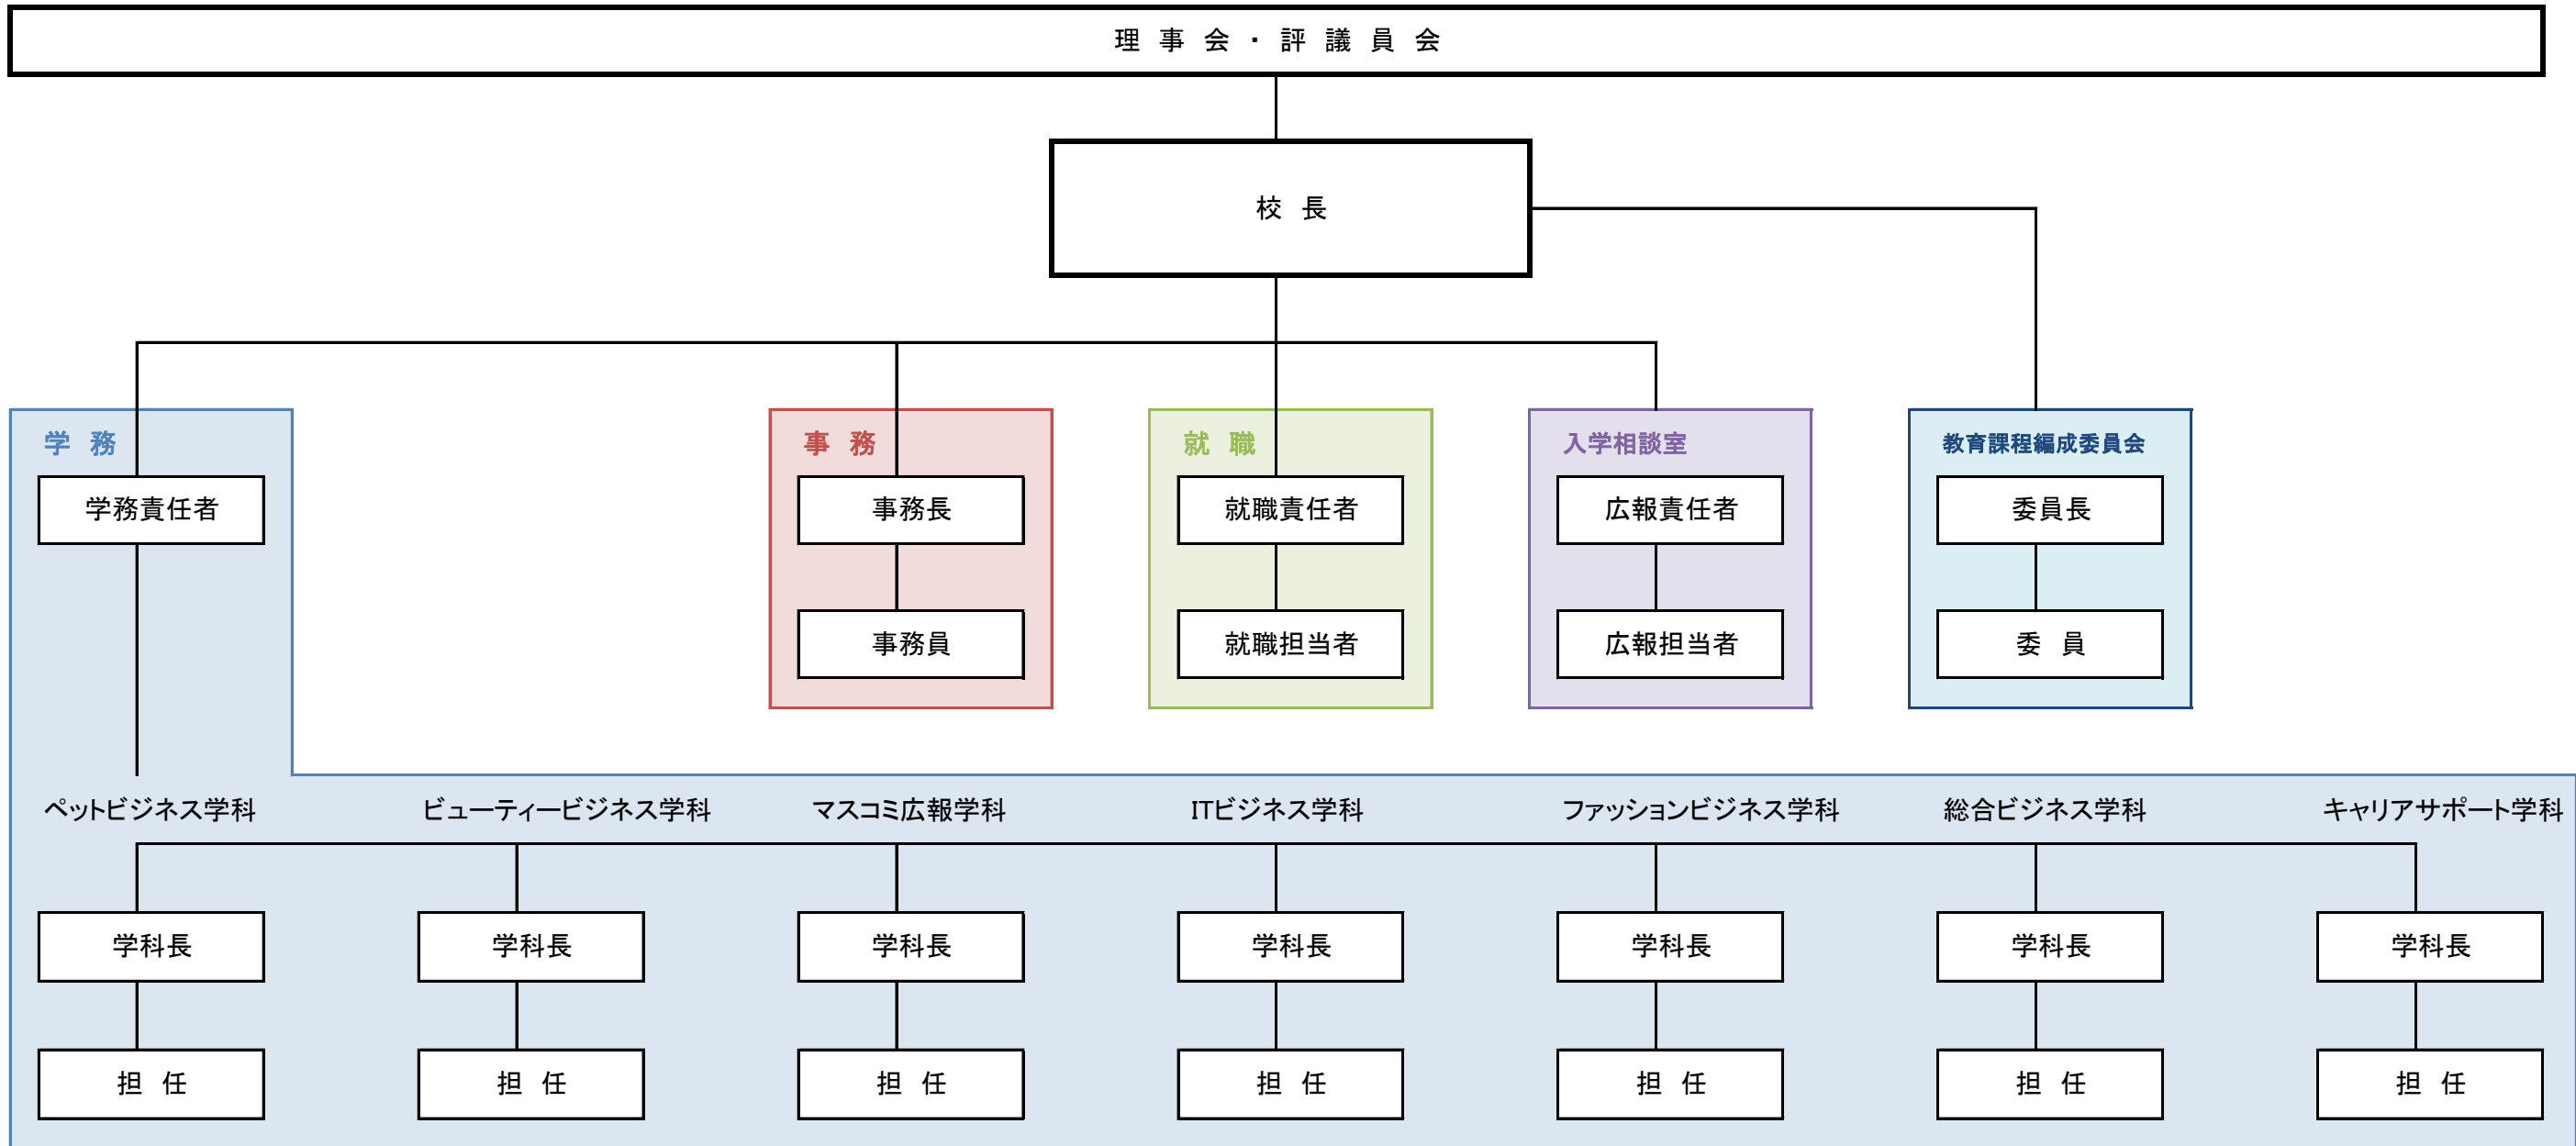 理 事 会 ・ 評 議 員 会
校 長
学 務
事 務
就 職
入学相談室
教育課程編成委員会
学務責任者
事務長
就職責任者
広報責任者
委員長
事務員
就職担当者
広報担当者
委 員
ペットビジネス学科
ビューティービジネス学科
マスコミ広報学科
ITビジネス学科
ファッションビジネス学科
総合ビジネス学科
キャリアサポート学科
学科長
学科長
学科長
学科長
学科長
学科長
学科長
担 任
担 任
担 任
担 任
担 任
担 任
担 任